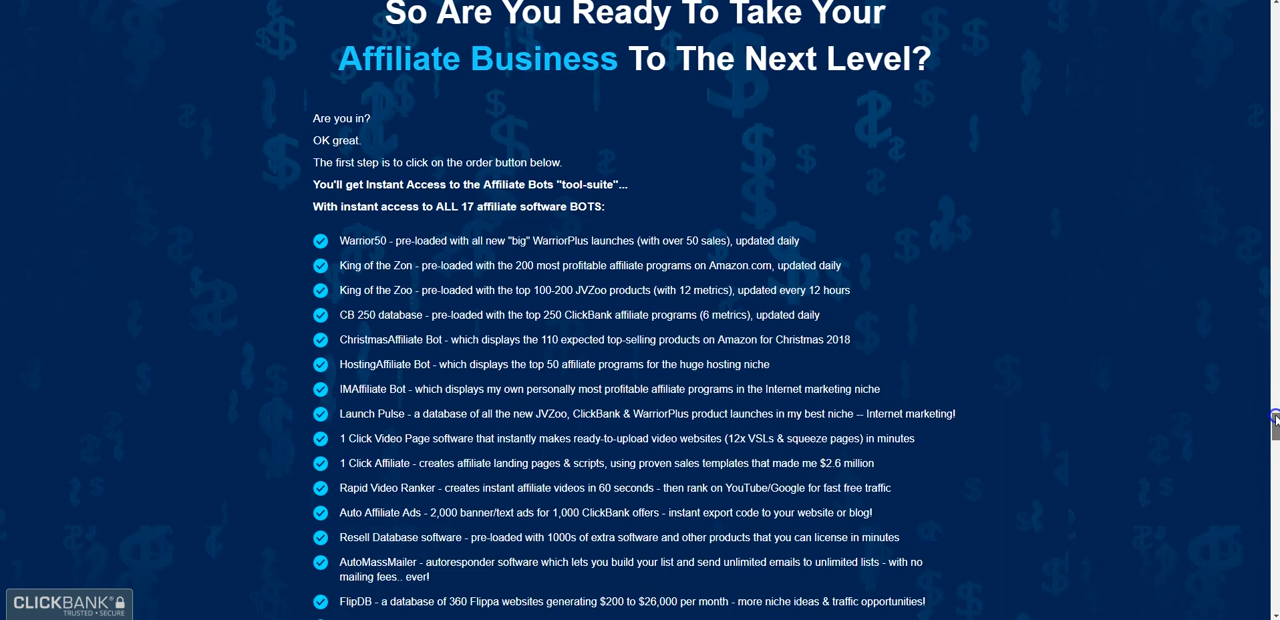 So Are You Ready To Take Your
Affiliate Business To The Next Level?
Are you in?
OK great.
The first step is to click on the order button below.
You'll get Instant Access to the Affiliate Bots "tool-suite"...
With instant access to ALL 17 affiliate software BOTS:
Warrior50 - pre-loaded with all new "big" WarriorPlus launches (with over 50 sales), updated daily
King of the Zon - pre-loaded with the 200 most profitable affiliate programs on Amazon.com, updated daily
King of the Zoo - pre-loaded with the top 100-200 JVZoo products (with 12 metrics), updated every 12 hours
CB 250 database - pre-loaded with the top 250 ClickBank affiliate programs (6 metrics), updated daily
ChristmasAffiliate Bot - which displays the 110 expected top-selling products on Amazon for Christmas 2018
HostingAffiliate Bot - which displays the top 50 affiliate programs for the huge hosting niche
IMAffiliate Bot - which displays my own personally most profitable affiliate programs in the Internet marketing niche
Launch Pulse - a database of all the new JVZoo, ClickBank & WarriorPlus product launches in my best niche -- Internet marketing!
1 Click Video Page software that instantly makes ready-to-upload video websites (12x VSLs & squeeze pages) in minutes
1 Click Affiliate - creates affiliate landing pages & scripts, using proven sales templates that made me $2.6 million
Rapid Video Ranker - creates instant affiliate videos in 60 seconds - then rank on YouTube/Google for fast free traffic
Auto Affiliate Ads - 2,000 banner/text ads for 1,000 ClickBank offers - instant export code to your website or blog!
Resell Database software - pre-loaded with 1000s of extra software and other products that you can license in minutes
AutoMassMailer - autoresponder software which lets you build your list and send unlimited emails to unlimited lists - with no
mailing fees.. ever!
FlipDB - a database of 360 Flippa websites generating $200 to $26,000 per month - more niche ideas & traffic opportunities!
CLICKBANK®
TRUSTED • SECURE